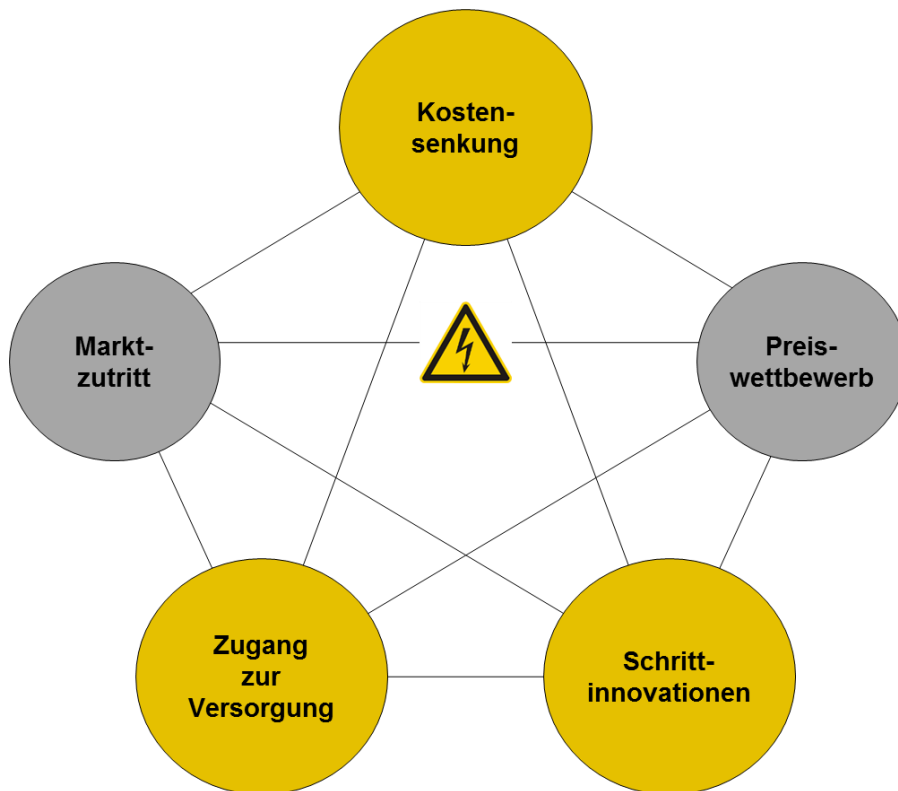 Kosten-
senkung
Markt-
zutritt
Preis-
wettbewerb
Zugang
zur
Versorgung
Schritt-
innovationen